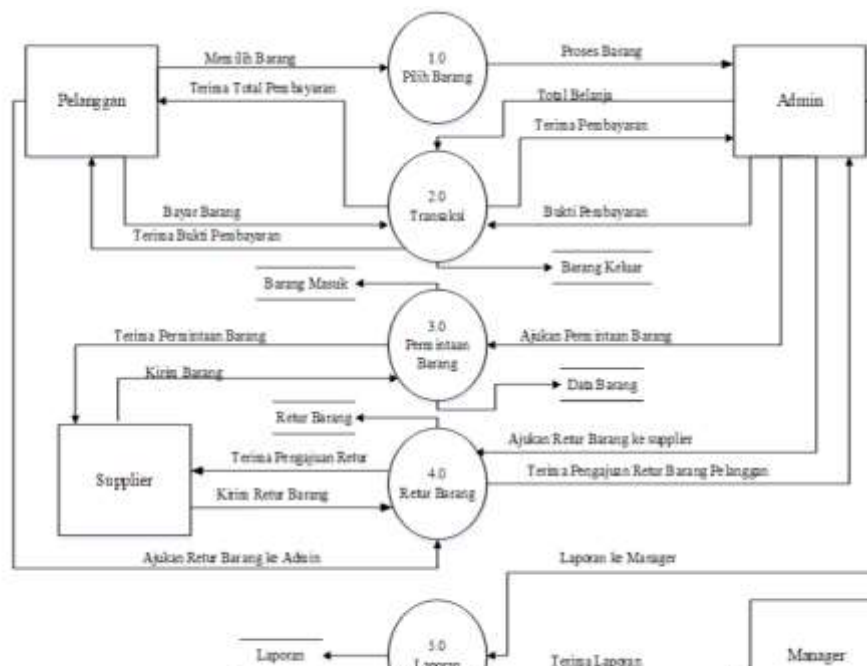 Memilih Barang
1.0
Pilih Barang
Proses Barang
Pelanggan
Terima Total Pembayaran
Total Belanja
Admin
Terima Pembayaran
2.0
Transaksi
Bayar Barang
Bukti Pembayaran
Terima Bukti Pembayaran
Barang Keluar
Barang Masuk
3.0
Permintaan
Barang
Terima Permintaan Barang
Ajukan Permintaan Barang
Kirim Barang
Data Barang
Retur Barang
Ajukan Retur Barang ke supplier
Terima Pengajuan Retur
4.0
Retur Barang
Terima Pengajuan Retur Barang Pelanggan
Supplier
Kirim Retur Barang
Ajukan Retur Barang ke Admin
Laporan ke Manager
5.0
Laporan
Laporan
Terima Laporan
Manager